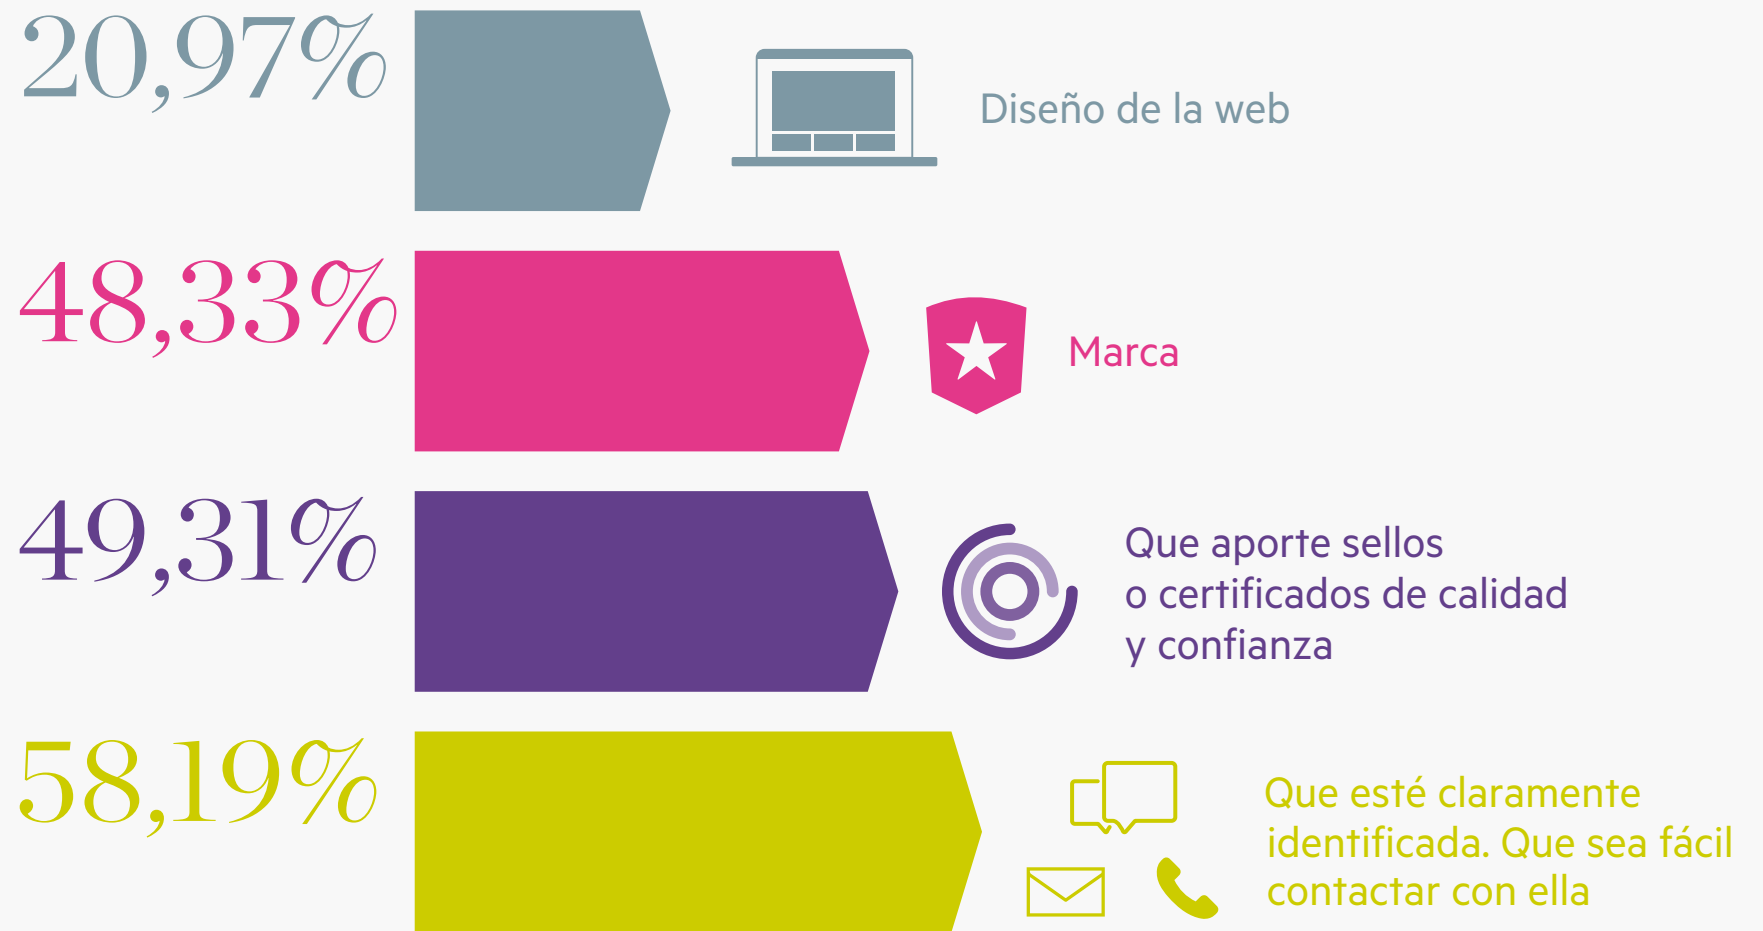 20,97%
Diseño de la web
48,33%
Marca
49,31%
Que aporte sellos
o certificados de calidad
y confianza
58,19%
Que esté claramente
identificada. Que sea fácil
contactar con ella